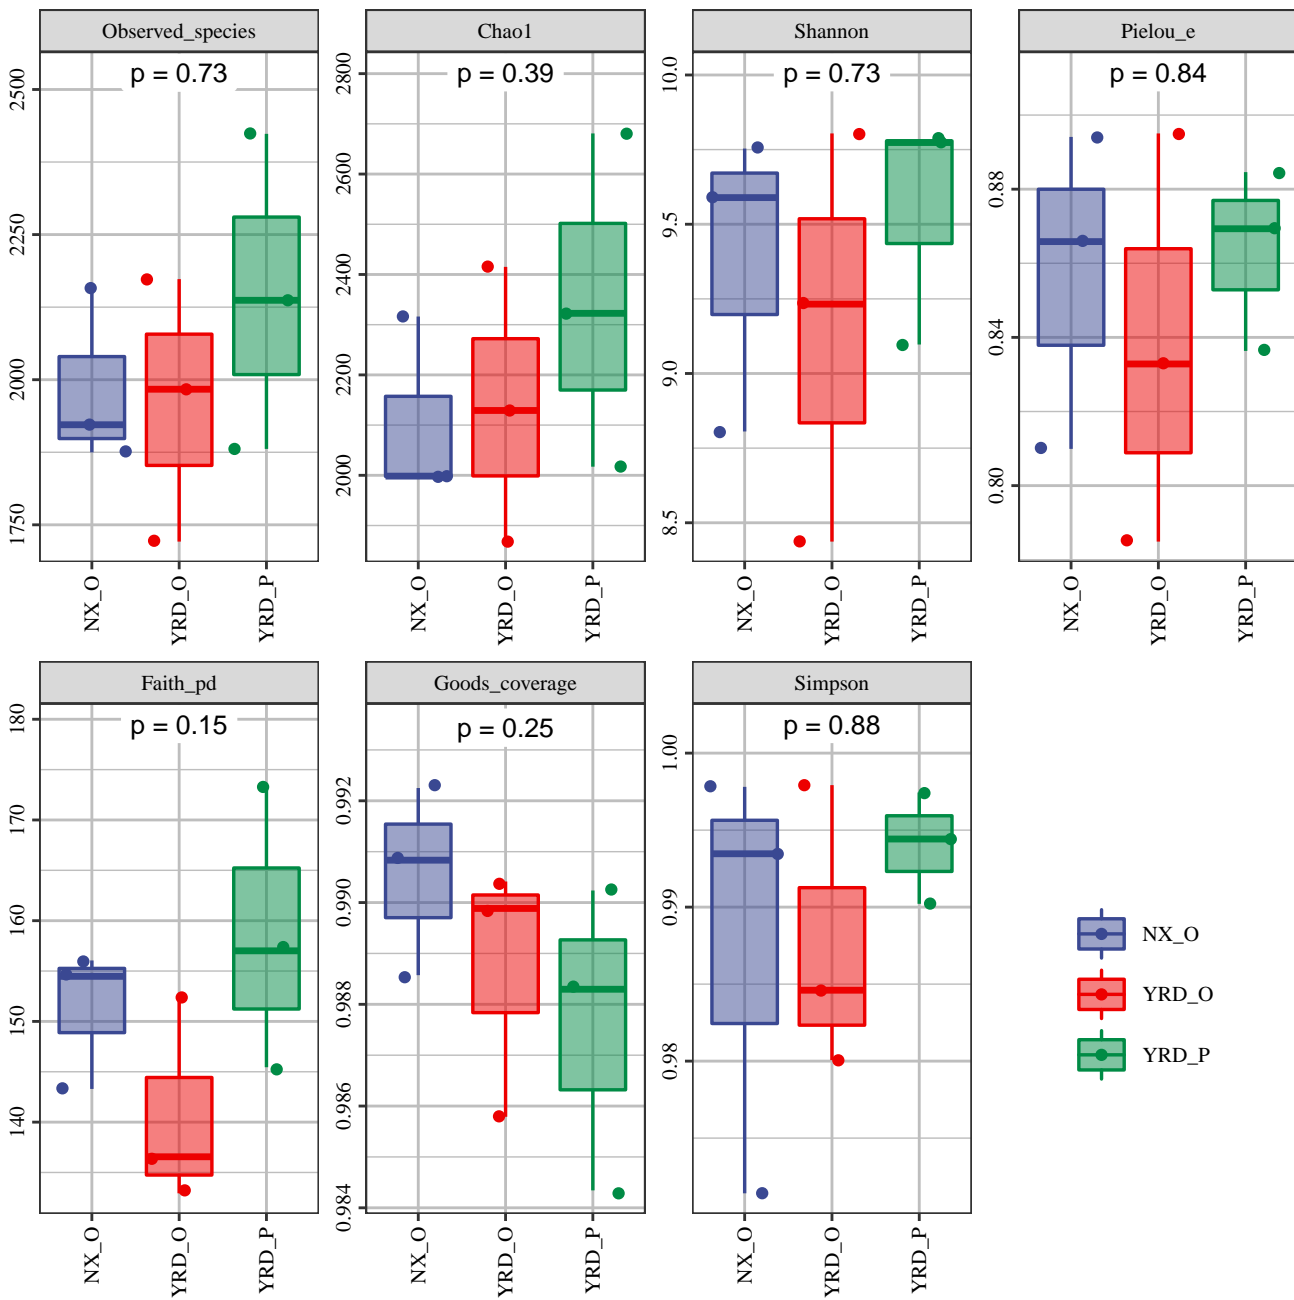 Observed_species
p = 0.73
2500
2250
2000
1750
NX_O
YRD_O
YRD_P
Chao1
p = 0.39
2800
2600
2400
2200
2000
NX_O
YRD_O
YRD_P
Shannon
p = 0.73
10.0
9.5
9.0
8.5
NX_O
YRD_O
YRD_P
Pielou_e
p = 0.84
0.88
0.84
0.80
NX_O
YRD_O
YRD_P
Faith_pd
p = 0.15
180
170
160
150
140
NX_O
YRD_O
YRD_P
Goods_coverage
p = 0.25
0.992
0.990
0.988
0.986
0.984
NX_O
YRD_O
YRD_P
Simpson
p = 0.88
1.00
0.99
0.98
NX_O
YRD_O
YRD_P
NX_O
YRD_O
YRD_P